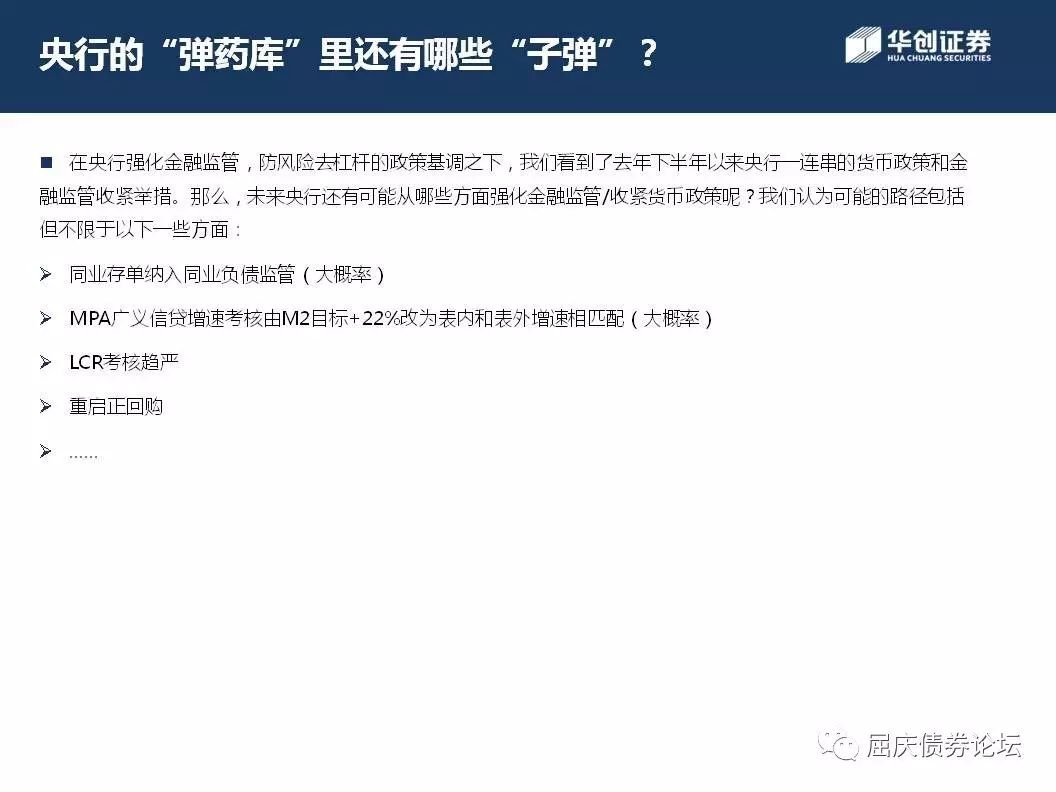 央行的“弹药库”里还有哪些“子弹”？
华创证券
HUA CHUANG SECURITIES
■ 在央行强化金融监管，防风险去杠杆的政策基调之下，我们看到了去年下半年以来央行一连串的货币政策和金
融监管收紧举措。那么，未来央行还有可能从哪些方面强化金融监管/收紧货币政策呢？我们认为可能的路径包括
但不限于以下一些方面：
➢ 同业存单纳入同业负债监管（大概率）
➢ MPA广义信贷增速考核由M2目标+22%改为表内和表外增速相匹配（大概率）
➢ LCR考核趋严
➢ 重启正回购
➢ ……
屈庆债券论坛